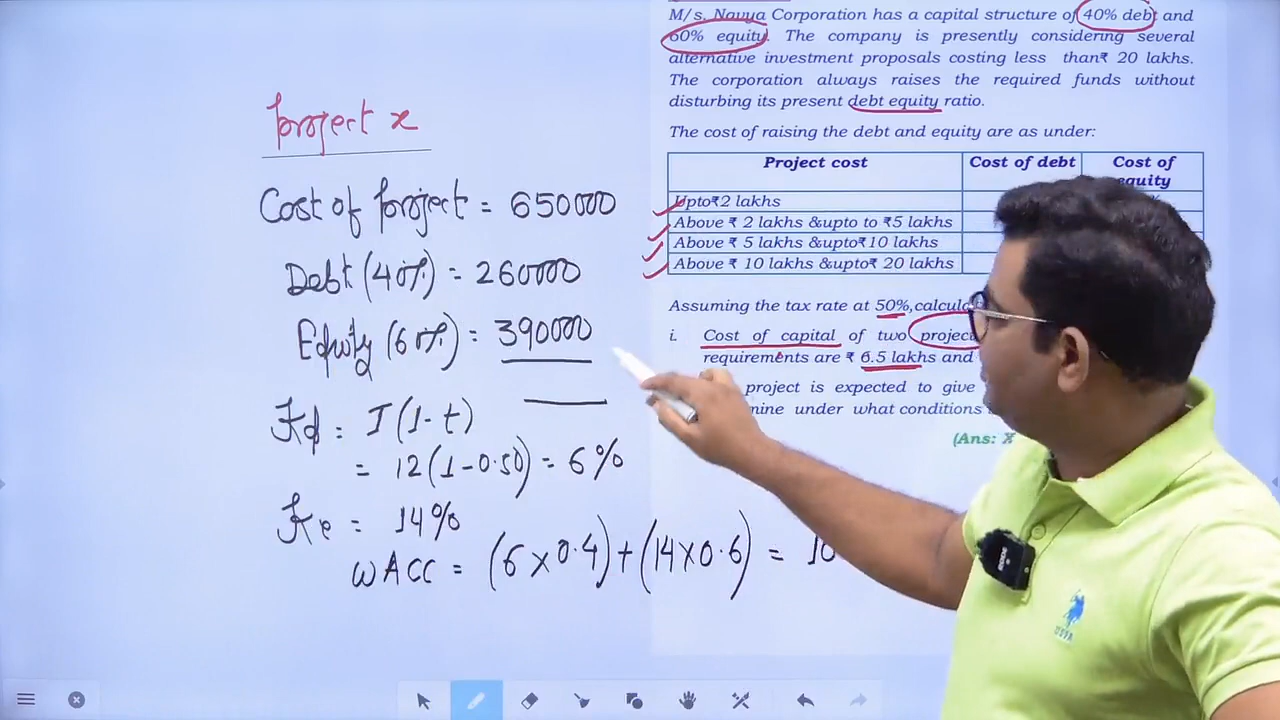 M/s. Navya Corporation has a capital structure of 40% debt and
60% equity. The company is presently considering several
alternative investment proposals costing less than₹ 20 lakhs.
The corporation always raises the required funds without
disturbing its present debt equity ratio.
The cost of raising the debt and equity are as under:
Project cost Cost of debt Cost of
equity
Upto₹2 lakhs %
Above ₹ 2 lakhs &upto to ₹5 lakhs
Above ₹ 5 lakhs &upto₹10 lakhs
Above ₹ 10 lakhs &upto₹ 20 lakhs
Assuming the tax rate at 50%,
i. Cost of capital of two
requirements are ₹ 6.5 lakhs and
project is expected to give
under what conditions
(Ans: X
Project x
Cost of project = 650000
Debt (40%) = 260000
Equity (60%) = 390000
Kd = I(1-t)
= 12(1-0.50) = 6%
Ke = 14%
WACC = (6×0.4)+(14×0.6) = 10
USPA